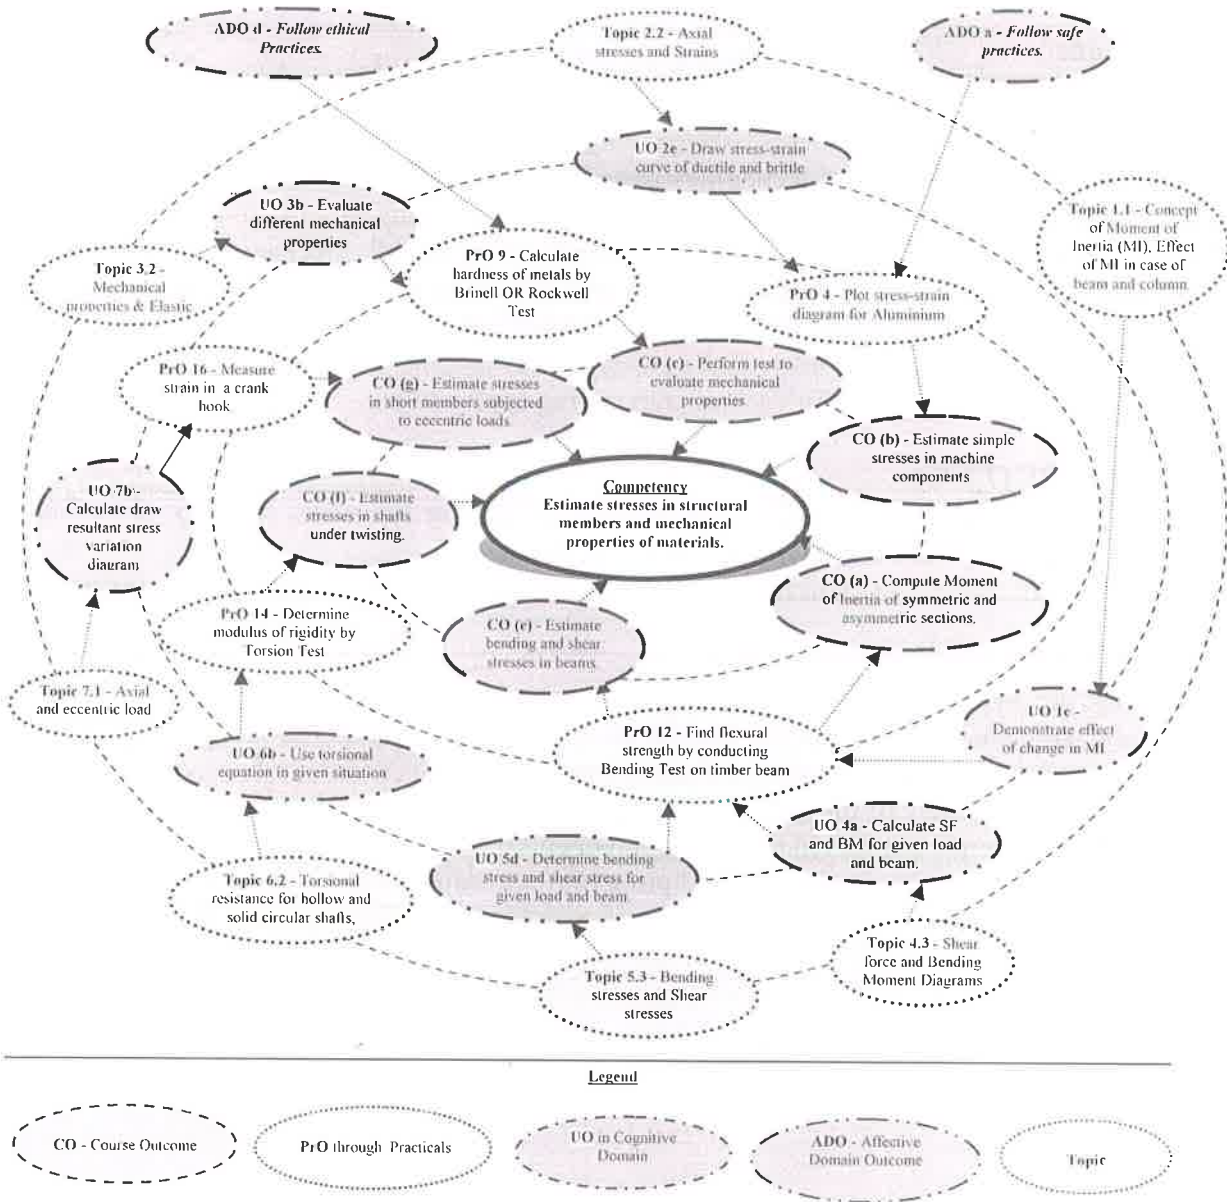 ADO d - Follow ethical
Practices.
Topic 2.2 - Axial
stresses and Strains
ADO a - Follow safe
practices.
UO 2e - Draw stress-strain
curve of ductile and brittle
UO 3b - Evaluate
different mechanical
properties
Topic 1.1 - Concept
of Moment of
Inertia (MI), Effect
of MI in case of
beam and column
Topic 3.2 -
Mechanical
properties & Elastic
PrO 9 - Calculate
hardness of metals by
Brinell OR Rockwell
Test
PrO 4 - Plot stress-strain
diagram for Aluminium
PrO 16 - Measure
strain in a crank
hook
CO (g) - Estimate stresses
in short members subjected
to eccentric loads
CO (c) - Perform test to
evaluate mechanical
properties
CO (b) - Estimate simple
stresses in machine
components
UO 7b -
Calculate draw
resultant stress
variation
diagram
CO (f) - Estimate
stresses in shafts
under twisting.
Competency
Estimate stresses in structural
members and mechanical
properties of materials.
CO (a) - Compute Moment
of Inertia of symmetric and
asymmetric sections.
PrO 14 - Determine
modulus of rigidity by
Torsion Test
CO (e) - Estimate
bending and shear
stresses in beams
Topic 7.1 - Axial
and eccentric load
UO 6b - Use torsional
equation in given situation
PrO 12 - Find flexural
strength by conducting
Bending Test on timber beam
UO 1c -
Demonstrate effect
of change in MI
UO 4a - Calculate SF
and BM for given load
and beam.
UO 5d - Determine bending
stress and shear stress for
given load and beam
Topic 6.2 - Torsional
resistance for hollow and
solid circular shafts,
Topic 5.3 - Bending
stresses and Shear
stresses
Topic 4.3 - Shear
force and Bending
Moment Diagrams
Legend
CO - Course Outcome
PrO through Practicals
UO in Cognitive
Domain
ADO - Affective
Domain Outcome
Topic